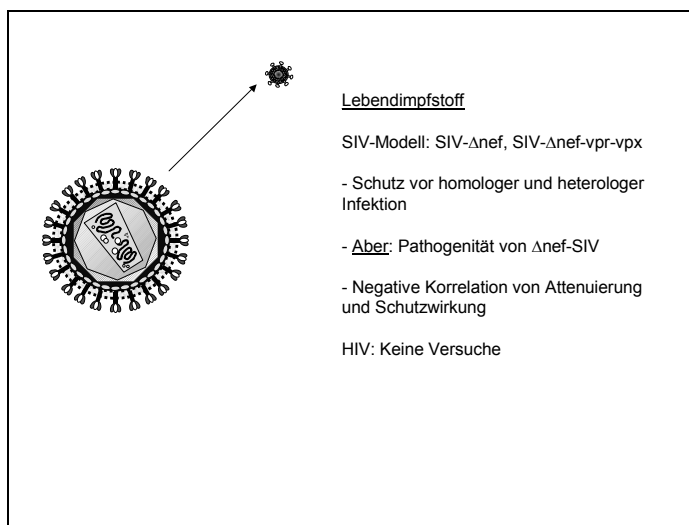 Lebendimpfstoff
SIV-Modell: SIV-Δnef, SIV-Δnef-vpr-vpx
- Schutz vor homologer und heterologer
Infektion
- Aber: Pathogenität von Δnef-SIV
- Negative Korrelation von Attenuierung
und Schutzwirkung
HIV: Keine Versuche